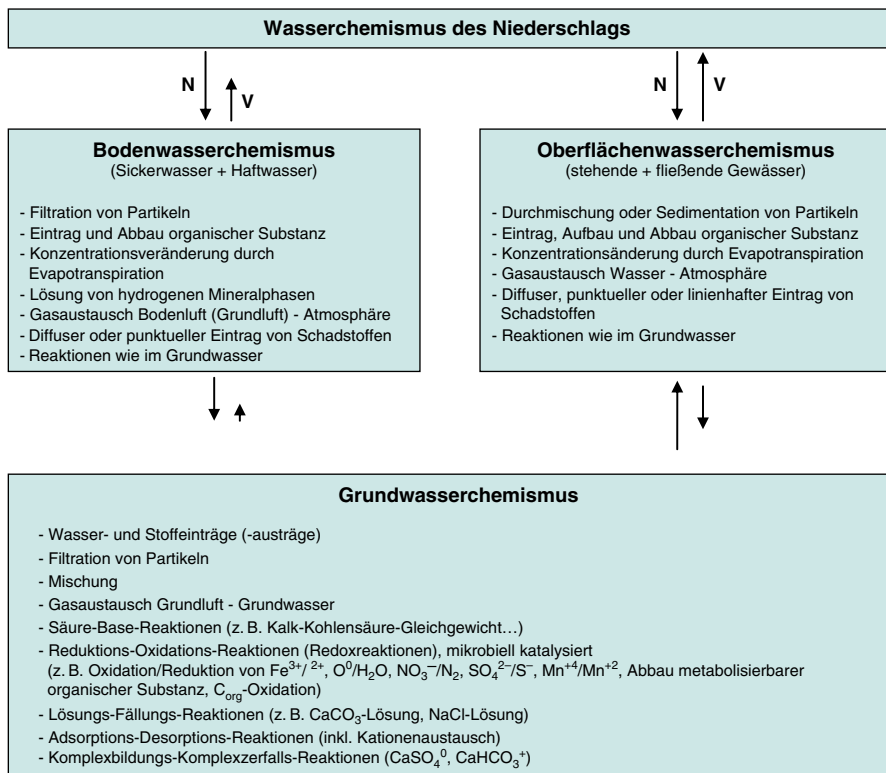 Wasserchemismus des Niederschlags
N
V
N
V
Bodenwasserchemismus
(Sickerwasser + Haftwasser)
- Filtration von Partikeln
- Eintrag und Abbau organischer Substanz
- Konzentrationsveränderung durch
Evapotranspiration
- Lösung von hydrogenen Mineralphasen
- Gasaustausch Bodenluft (Grundluft) - Atmosphäre
- Diffuser oder punktueller Eintrag von Schadstoffen
- Reaktionen wie im Grundwasser
Oberflächenwasserchemismus
(stehende + fließende Gewässer)
- Durchmischung oder Sedimentation von Partikeln
- Eintrag, Aufbau und Abbau organischer Substanz
- Konzentrationsänderung durch Evapotranspiration
- Gasaustausch Wasser - Atmosphäre
- Diffuser, punktueller oder linienhafter Eintrag von
Schadstoffen
- Reaktionen wie im Grundwasser
Grundwasserchemismus
- Wasser- und Stoffeinträge (-austräge)
- Filtration von Partikeln
- Mischung
- Gasaustausch Grundluft - Grundwasser
- Säure-Base-Reaktionen (z. B. Kalk-Kohlensäure-Gleichgewicht…)
- Reduktions-Oxidations-Reaktionen (Redoxreaktionen), mikrobiell katalysiert
(z. B. Oxidation/Reduktion von Fe³⁺/ ²⁺, O⁰/H₂O, NO₃⁻/N₂, SO₄²⁻/S⁻, Mn⁺⁴/Mn⁺², Abbau metabolisierbarer
organischer Substanz, C_org-Oxidation)
- Lösungs-Fällungs-Reaktionen (z. B. CaCO₃-Lösung, NaCl-Lösung)
- Adsorptions-Desorptions-Reaktionen (inkl. Kationenaustausch)
- Komplexbildungs-Komplexzerfalls-Reaktionen (CaSO₄⁰, CaHCO₃⁺)